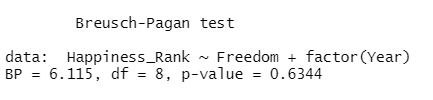 Breusch-Pagan test
data: Happiness_Rank ~ Freedom + factor(Year)
BP = 6.115, df = 8, p-value = 0.6344